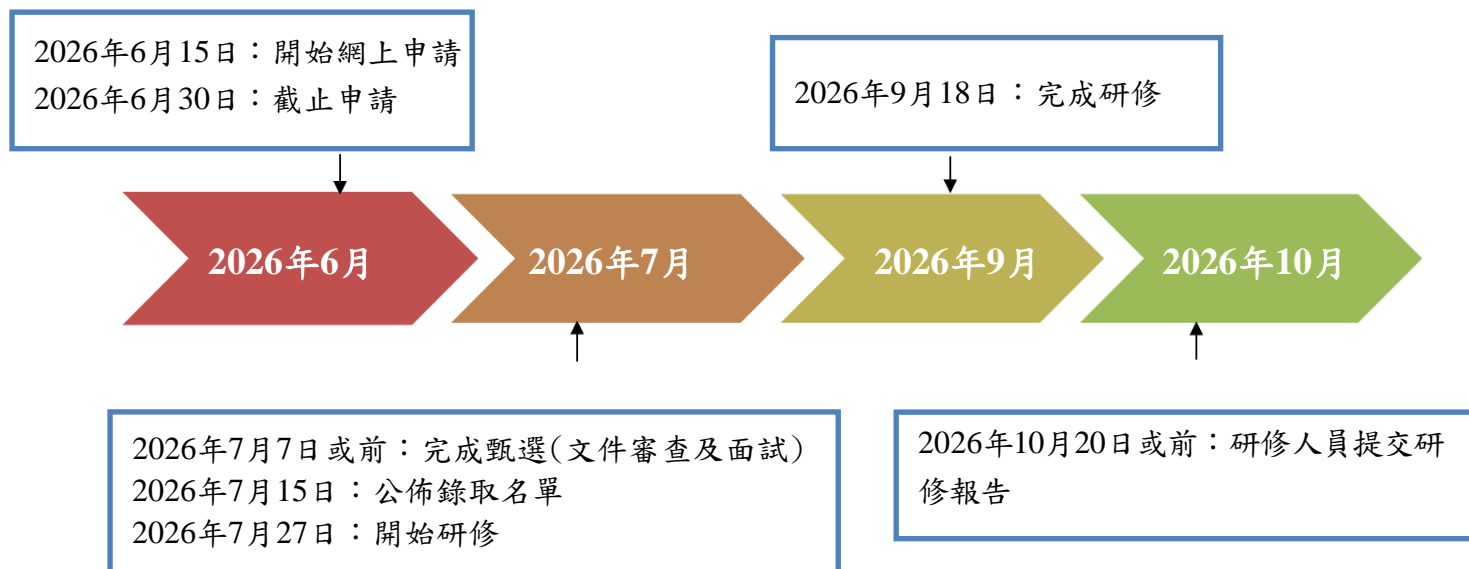 2026年6月15日：開始網上申請
2026年6月30日：截止申請
2026年9月18日：完成研修
2026年6月
2026年7月
2026年9月
2026年10月
2026年7月7日或前：完成甄選(文件審查及面試)
2026年7月15日：公佈錄取名單
2026年7月27日：開始研修
2026年10月20日或前：研修人員提交研
修報告